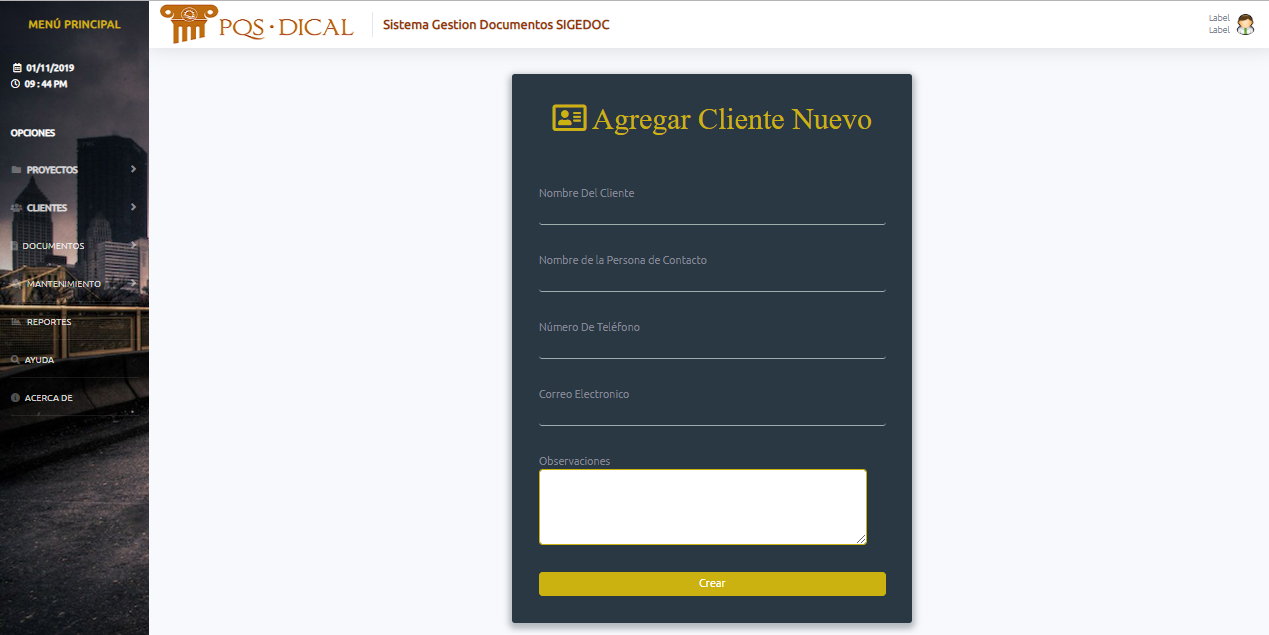 MENÚ PRINCIPAL
01/11/2019
09 : 44 PM
OPCIONES
PROYECTOS
CLIENTES
DOCUMENTOS
MANTENIMIENTO
REPORTES
AYUDA
ACERCA DE
PQS · DICAL
Sistema Gestion Documentos SIGEDOC
Label
Label
Agregar Cliente Nuevo
Nombre Del Cliente
Nombre de la Persona de Contacto
Número De Teléfono
Correo Electronico
Observaciones
Crear